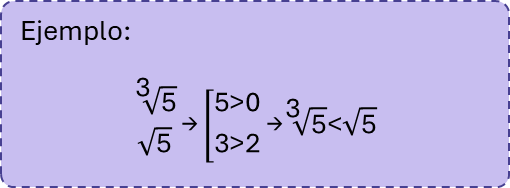 Ejemplo:
∛5
√5 → [5>0
3>2 → ∛5<√5